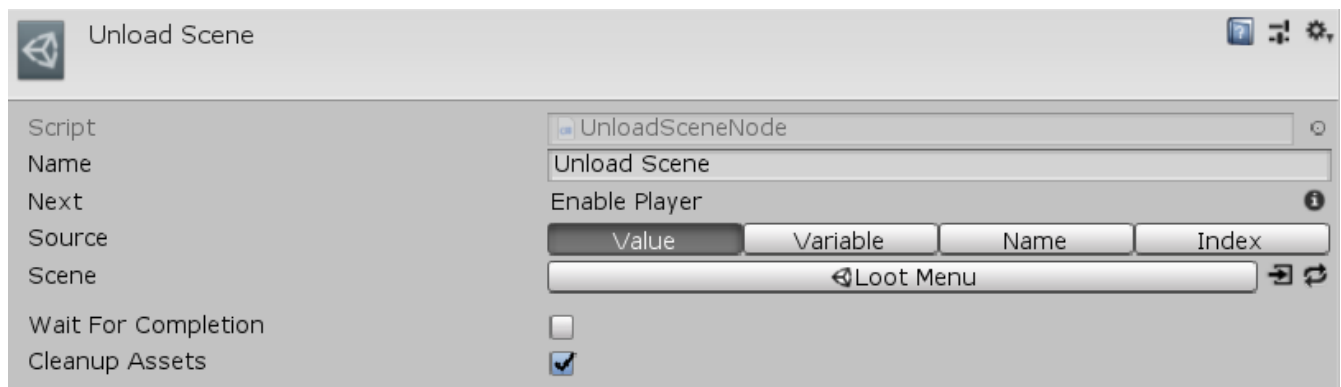 Unload Scene
Script UnloadSceneNode
Name Unload Scene
Next Enable Player
Source Value Variable Name Index
Scene Loot Menu
Wait For Completion
Cleanup Assets